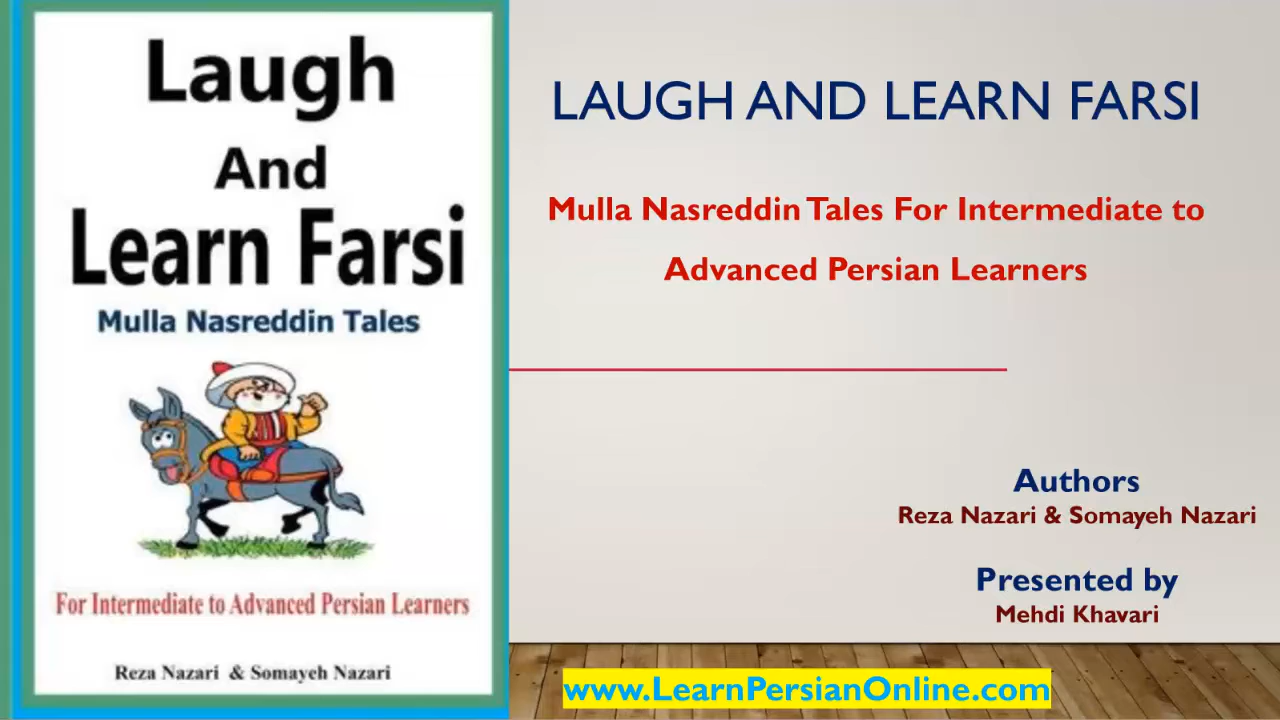 Laugh
And
Learn Farsi
Mulla Nasreddin Tales
For Intermediate to Advanced Persian Learners
Reza Nazari & Somayeh Nazari
LAUGH AND LEARN FARSI
Mulla Nasreddin Tales For Intermediate to
Advanced Persian Learners
Authors
Reza Nazari & Somayeh Nazari
Presented by
Mehdi Khavari
www.LearnPersianOnline.com